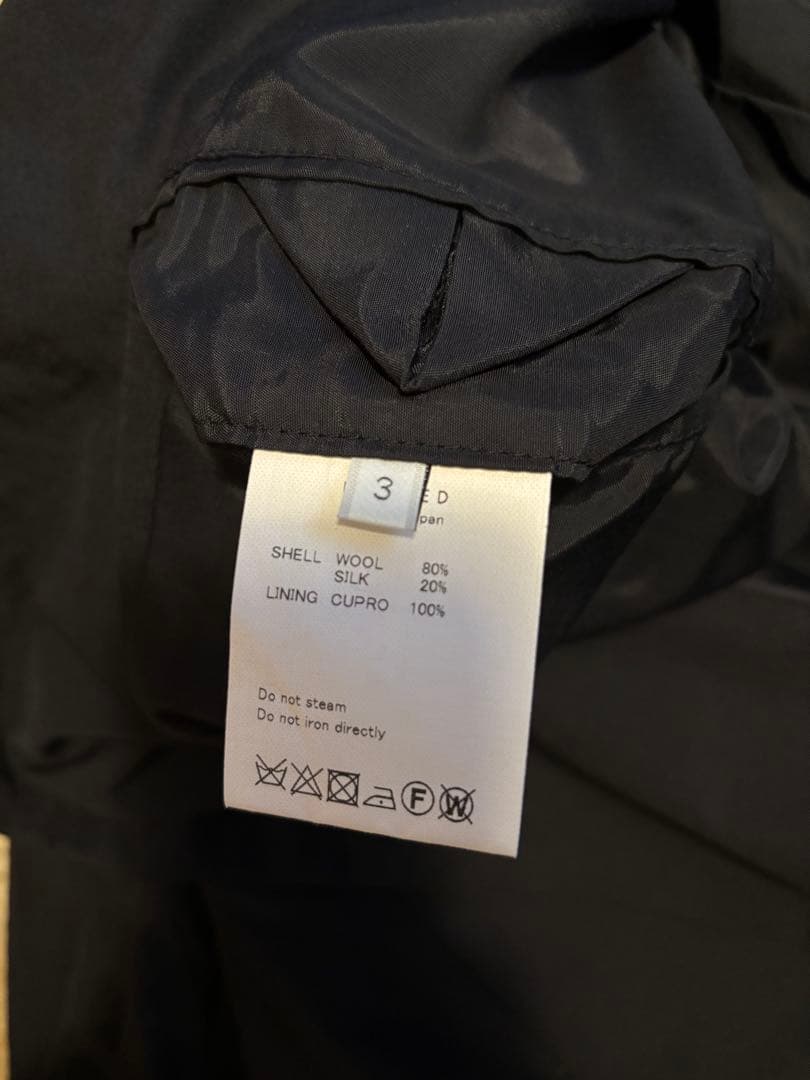 3
SHELL WOOL 80%
SILK 20%
LINING CUPRO 100%
Do not steam
Do not iron directly
F
W